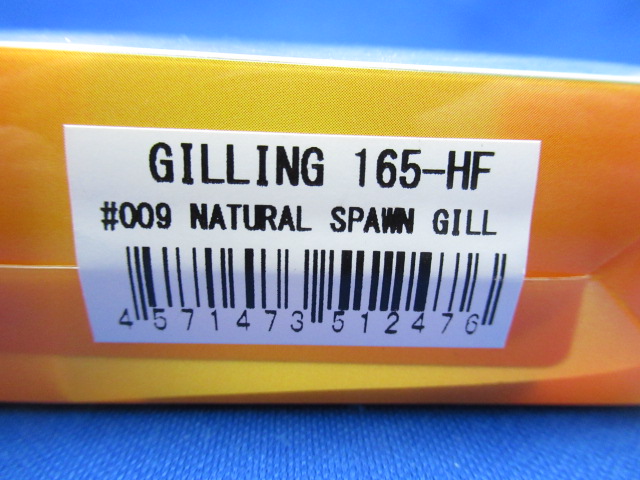 GILLING 165-HF
#009 NATURAL SPAWN GILL
4571473512476